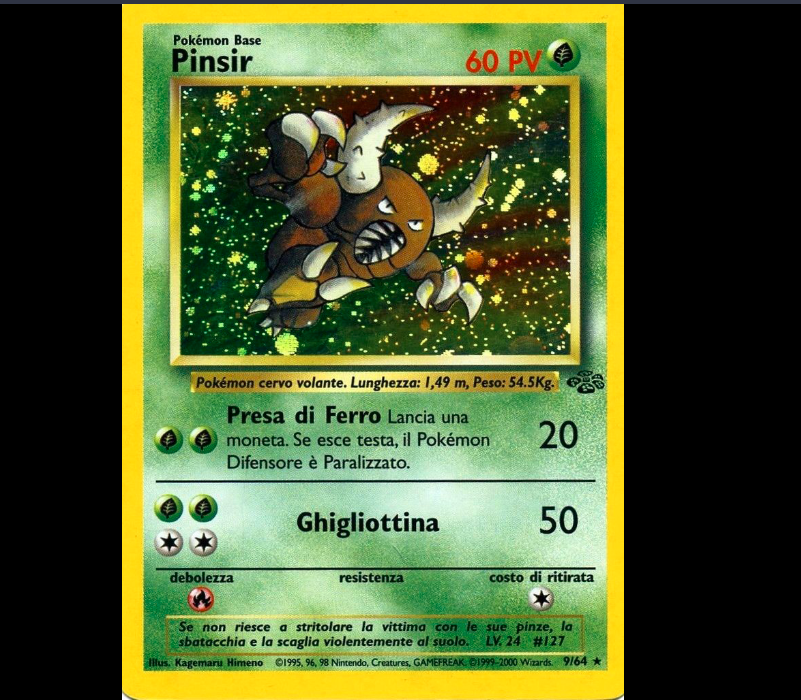 Pokémon Base
Pinsir
60 PV
Pokémon cervo volante. Lunghezza: 1,49 m, Peso: 54.5Kg.
Presa di Ferro Lancia una
moneta. Se esce testa, il Pokémon
Difensore è Paralizzato.
20
Ghigliottina
50
debolezza
resistenza
costo di ritirata
Se non riesce a stritolare la vittima con le sue pinze, la
sbatacchia e la scaglia violentemente al suolo. LV. 24 #127
Illus. Kagemaru Himeno ©1995, 96, 98 Nintendo, Creatures, GAMEFREAK. ©1999-2000 Wizards. 9/64 ★